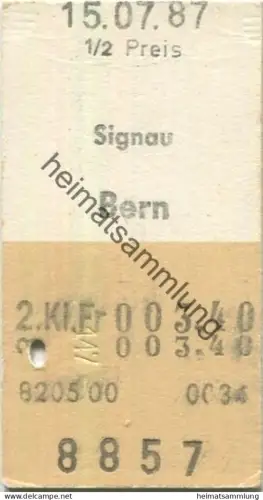 15.07.87
1/2 Preis
Signau
Bern
heimatsammlung.de
2.Kl.Fr 003.40
003.40
8205 00 0034
8857